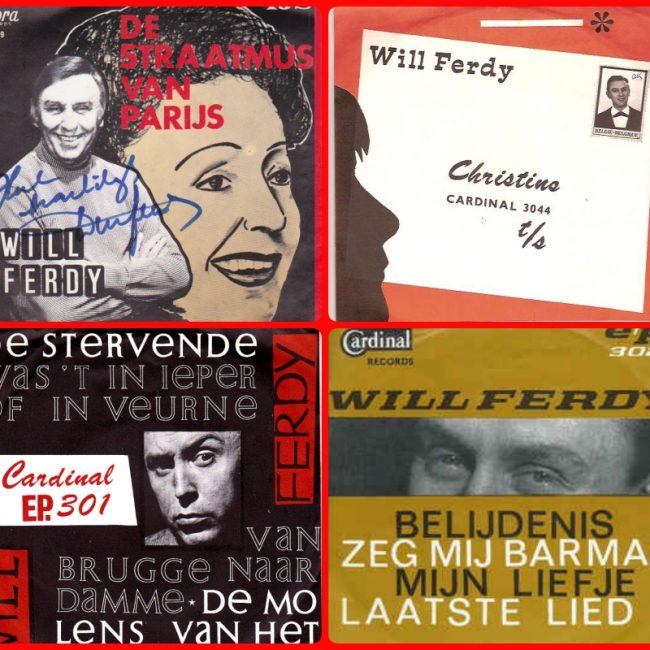 DE
STRAATMUS
VAN
PARIJS
WILL
FERDY
Will Ferdy
BELGIE-BELGIQUE
Christine
CARDINAL 3044
t/s
DE STERVENDE
WAS 'T IN IEPER
OF IN VEURNE
FERDY
Cardinal
EP. 301
VAN
BRUGGE NAAR
DAMME * DE MO
LENS VAN HET
WILL
Cardinal
RECORDS
ep
WILL FERDY
BELIJDENIS
ZEG MIJ BARMA
MIJN LIEFJE
LAATSTE LIED